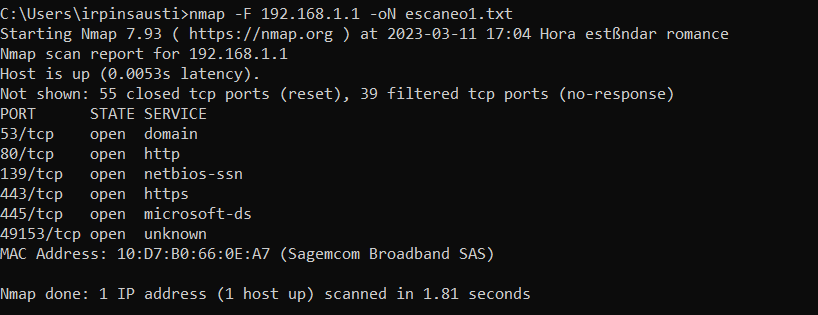 C:\Users\irpinsausti>nmap -F 192.168.1.1 -oN escaneo1.txt
Starting Nmap 7.93 ( https://nmap.org ) at 2023-03-11 17:04 Hora estßndar romance
Nmap scan report for 192.168.1.1
Host is up (0.0053s latency).
Not shown: 55 closed tcp ports (reset), 39 filtered tcp ports (no-response)
PORT      STATE SERVICE
53/tcp    open  domain
80/tcp    open  http
139/tcp   open  netbios-ssn
443/tcp   open  https
445/tcp   open  microsoft-ds
49153/tcp open  unknown
MAC Address: 10:D7:B0:66:0E:A7 (Sagemcom Broadband SAS)
Nmap done: 1 IP address (1 host up) scanned in 1.81 seconds